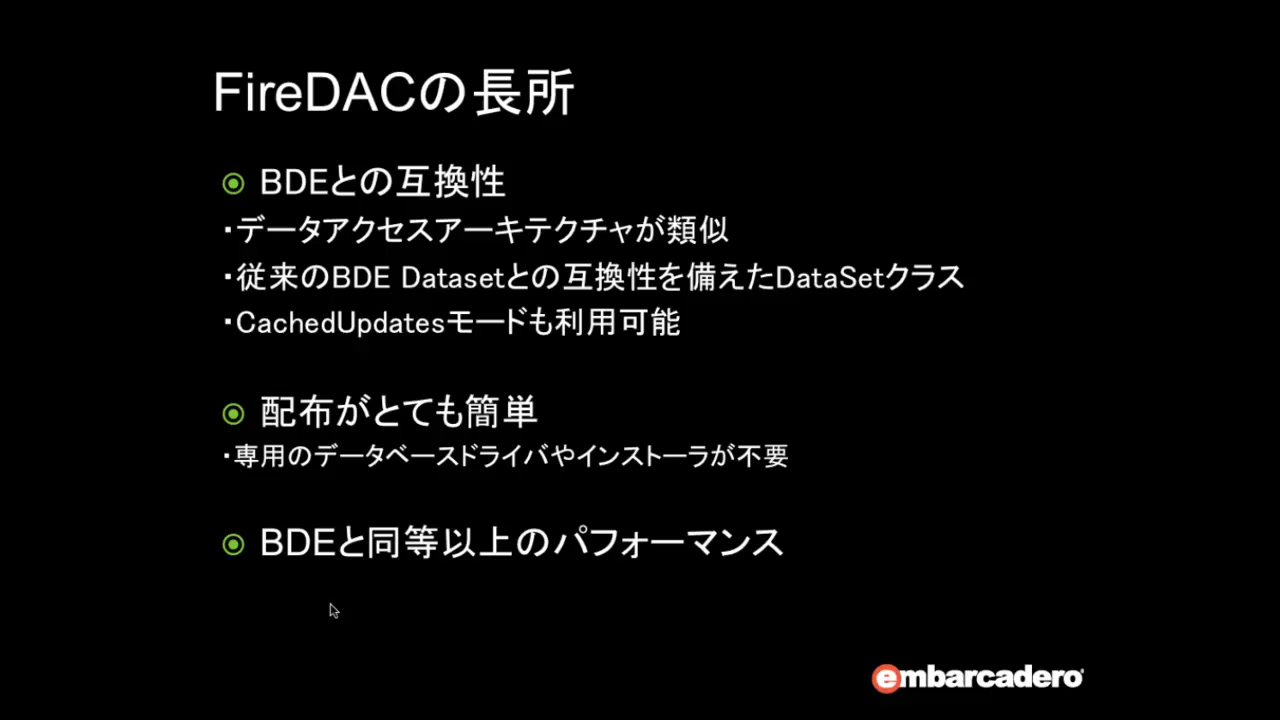 FireDACの長所
BDEとの互換性
・データアクセスアーキテクチャが類似
・従来のBDE Datasetとの互換性を備えたDataSetクラス
・CachedUpdatesモードも利用可能
配布がとても簡単
・専用のデータベースドライバやインストーラが不要
BDEと同等以上のパフォーマンス
embarcadero